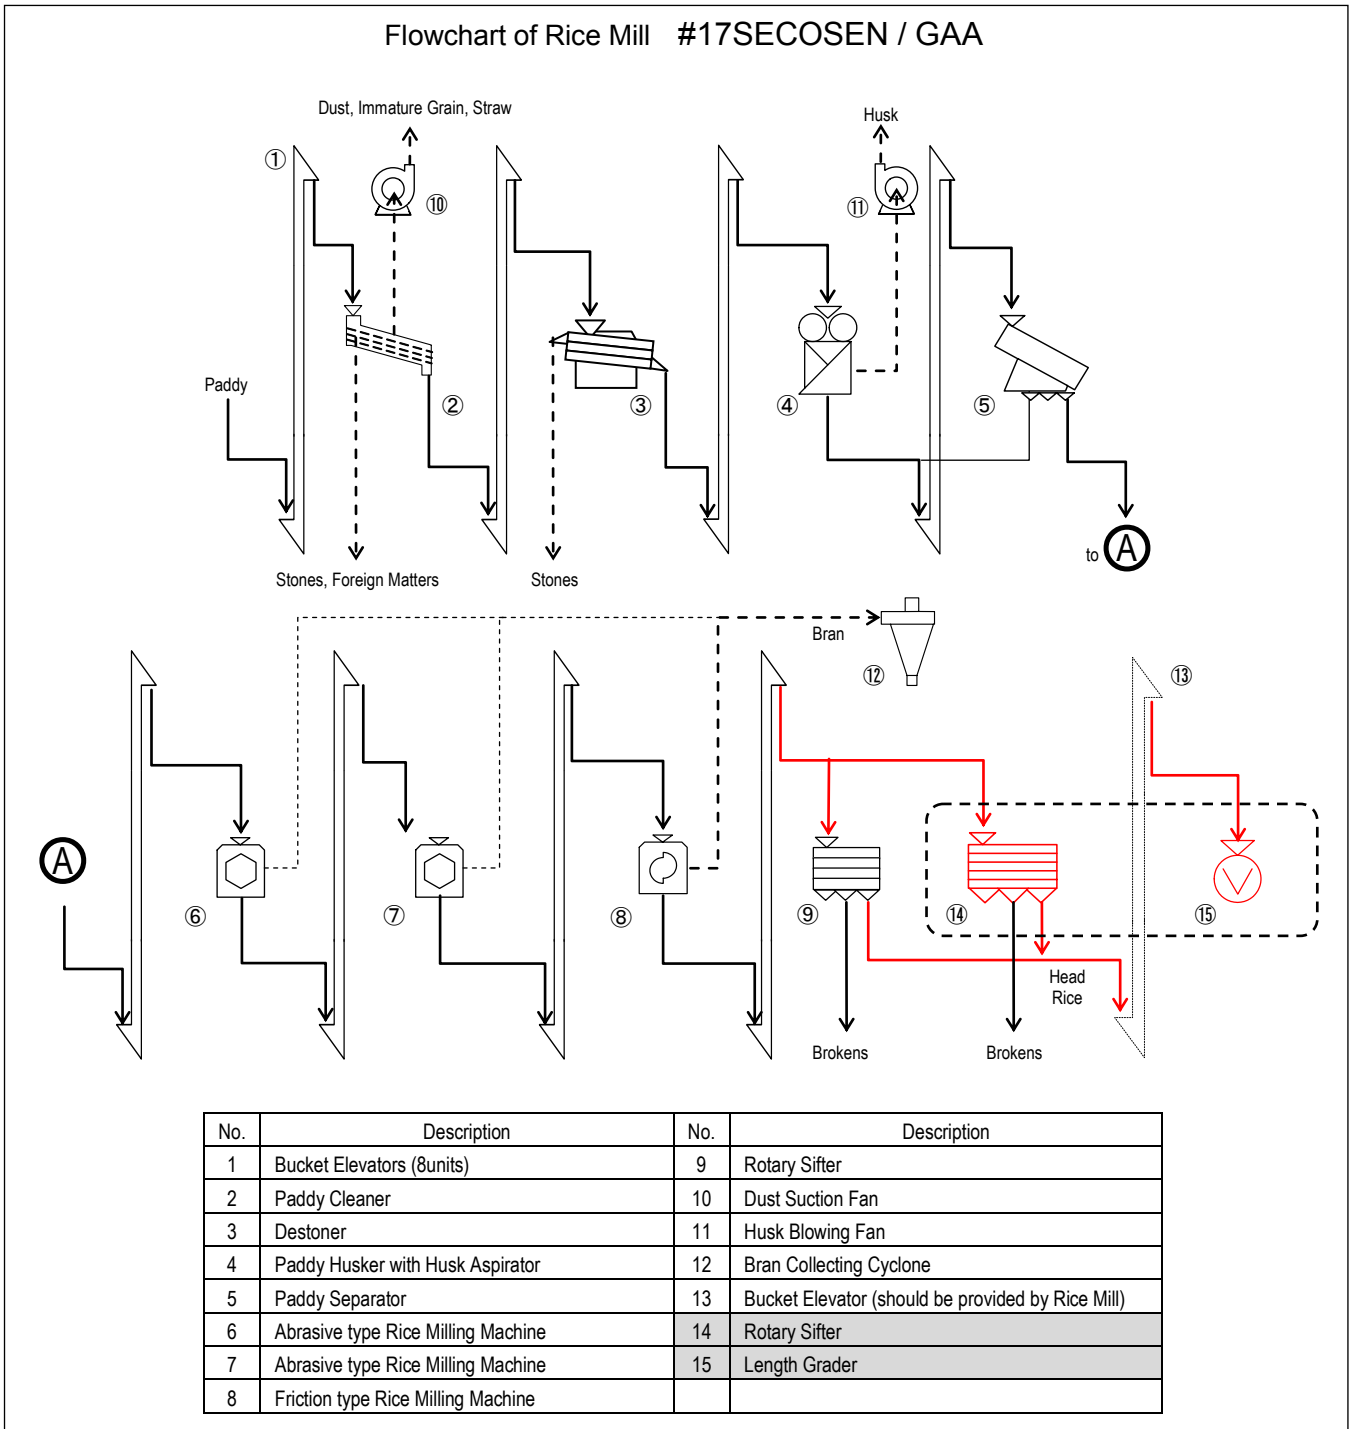 Flowchart of Rice Mill #17SECOSEN / GAA
Dust, Immature Grain, Straw
Husk
①
⑩
⑪
Paddy
②
③
④
⑤
to Ⓐ
Stones, Foreign Matters
Stones
Bran
⑫
⑬
Ⓐ
⑥
⑦
⑧
⑨
⑭
⑮
Head
Rice
Brokens
Brokens
No. Description No. Description
1 Bucket Elevators (8units) 9 Rotary Sifter
2 Paddy Cleaner 10 Dust Suction Fan
3 Destoner 11 Husk Blowing Fan
4 Paddy Husker with Husk Aspirator 12 Bran Collecting Cyclone
5 Paddy Separator 13 Bucket Elevator (should be provided by Rice Mill)
6 Abrasive type Rice Milling Machine 14 Rotary Sifter
7 Abrasive type Rice Milling Machine 15 Length Grader
8 Friction type Rice Milling Machine